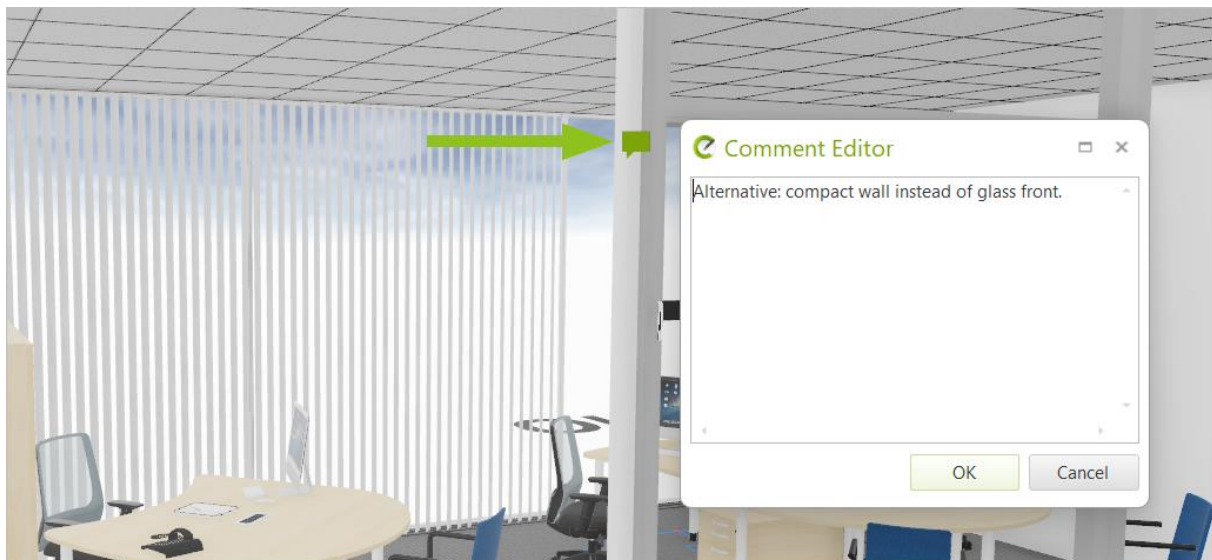 Comment Editor
Alternative: compact wall instead of glass front.
OK
Cancel